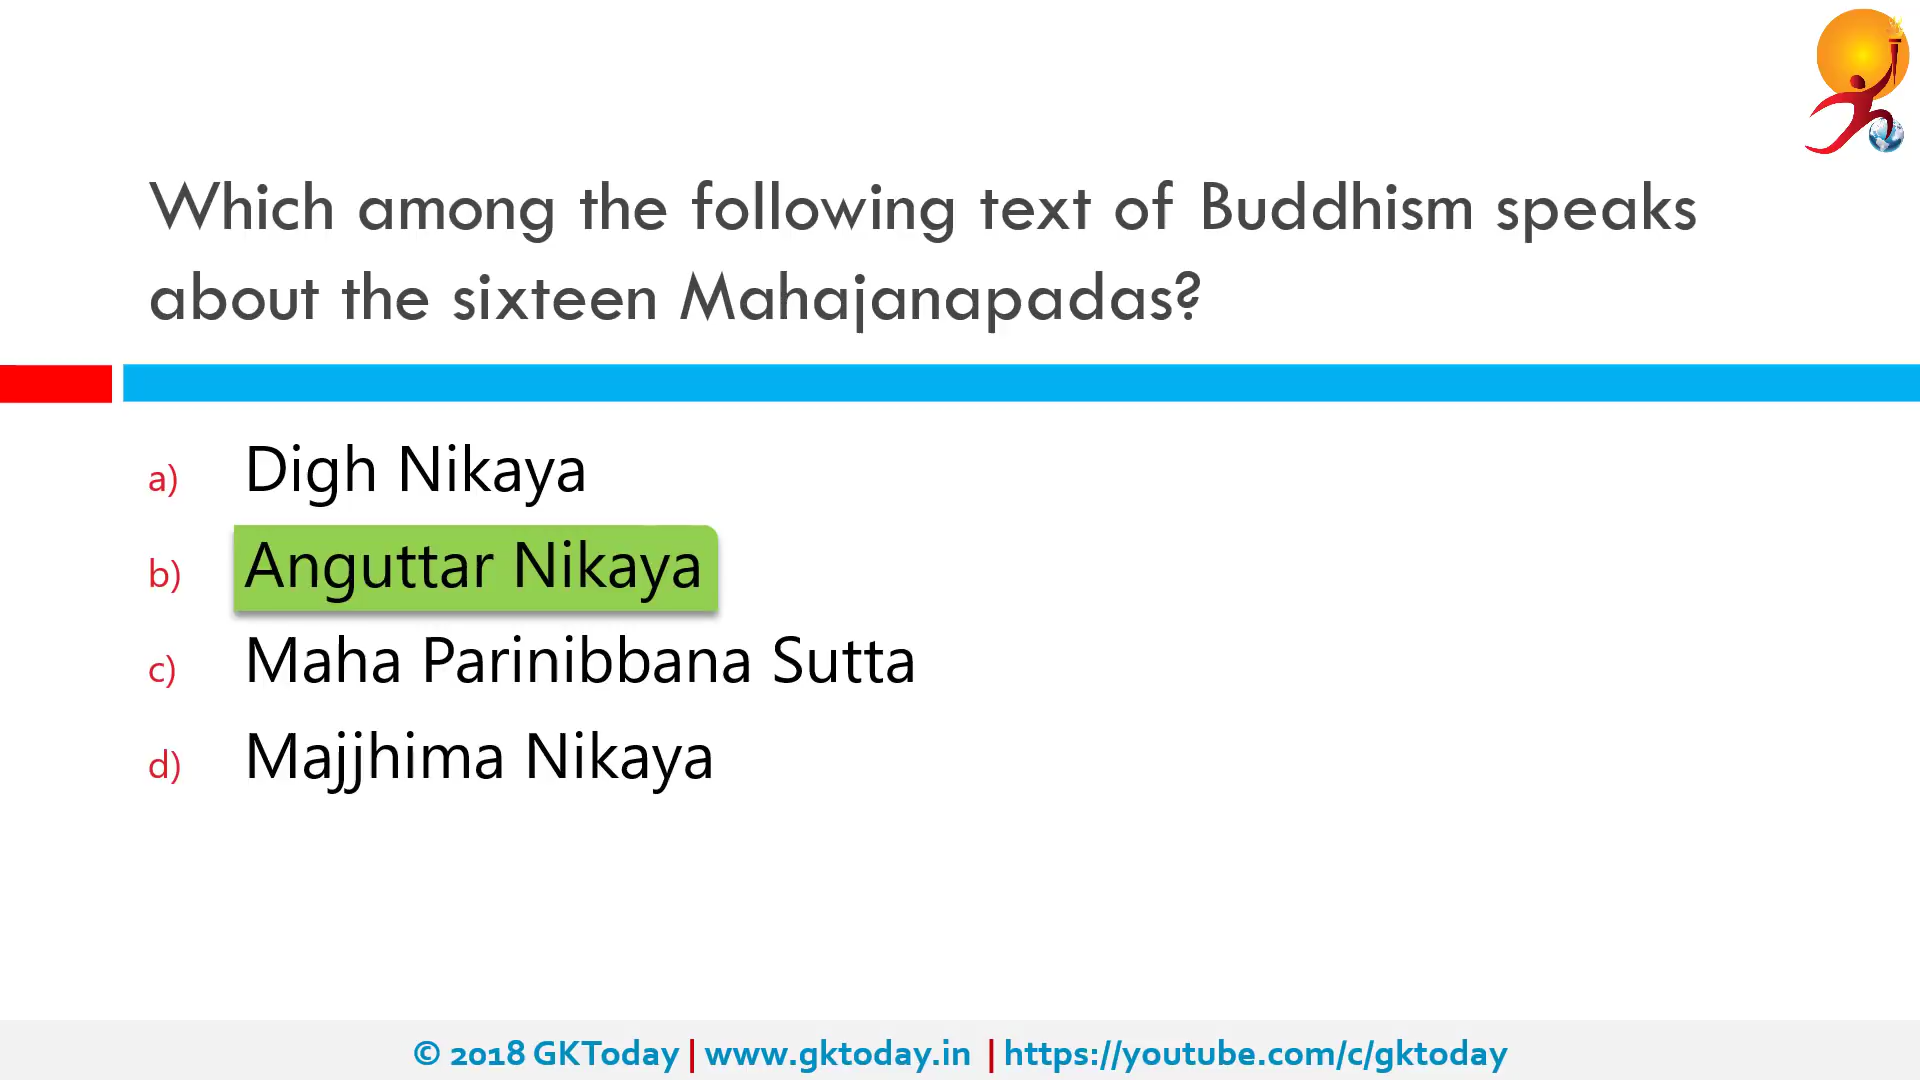 Which among the following text of Buddhism speaks
about the sixteen Mahajanapadas?
a) Digh Nikaya
b) Anguttar Nikaya
c) Maha Parinibbana Sutta
d) Majjhima Nikaya
© 2018 GKToday | www.gktoday.in | https://youtube.com/c/gktoday